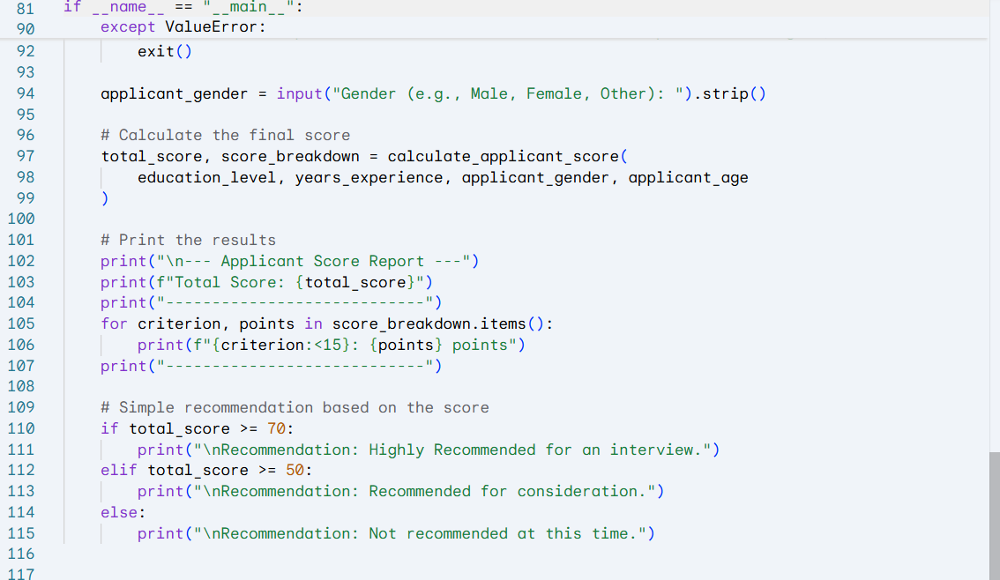 81 if __name__ == "__main__":
90 except ValueError:
92 exit()
93
94 applicant_gender = input("Gender (e.g., Male, Female, Other): ").strip()
95
96 # Calculate the final score
97 total_score, score_breakdown = calculate_applicant_score(
98 education_level, years_experience, applicant_gender, applicant_age
99 )
100
101 # Print the results
102 print("\n--- Applicant Score Report ---")
103 print(f"Total Score: {total_score}")
104 print("----------------------------")
105 for criterion, points in score_breakdown.items():
106 print(f"{criterion:<15}: {points} points")
107 print("----------------------------")
108
109 # Simple recommendation based on the score
110 if total_score >= 70:
111 print("\nRecommendation: Highly Recommended for an interview.")
112 elif total_score >= 50:
113 print("\nRecommendation: Recommended for consideration.")
114 else:
115 print("\nRecommendation: Not recommended at this time.")
116
117